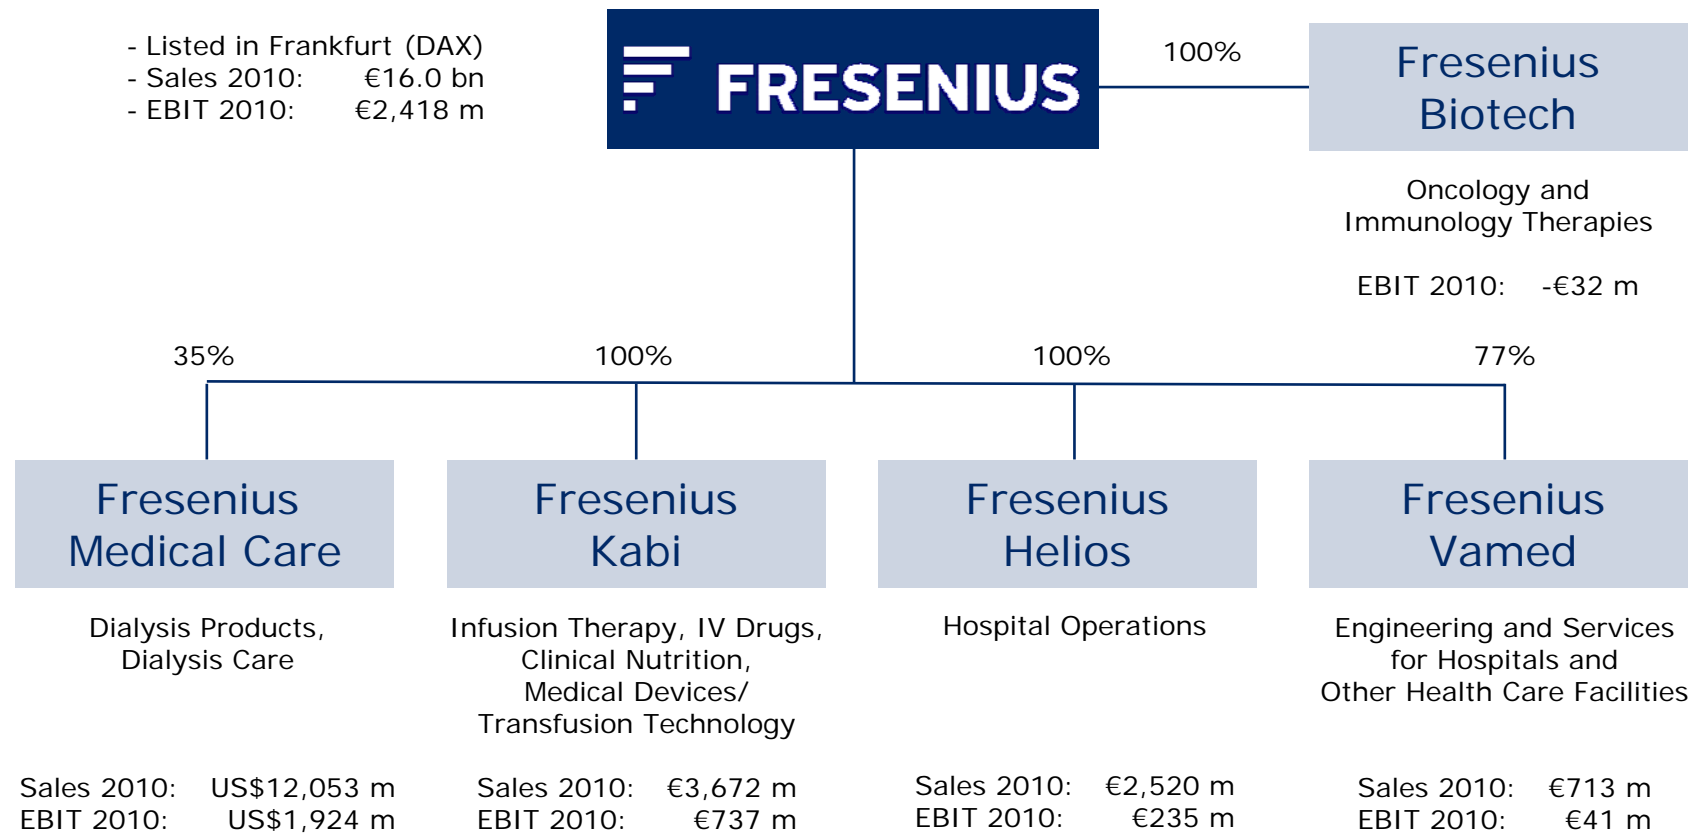 - Listed in Frankfurt (DAX)
- Sales 2010: €16.0 bn
- EBIT 2010: €2,418 m
FRESENIUS
100%
Fresenius
Biotech
Oncology and
Immunology Therapies
EBIT 2010: -€32 m
35%
100%
100%
77%
Fresenius
Medical Care
Dialysis Products,
Dialysis Care
Sales 2010: US$12,053 m
EBIT 2010: US$1,924 m
Fresenius
Kabi
Infusion Therapy, IV Drugs,
Clinical Nutrition,
Medical Devices/
Transfusion Technology
Sales 2010: €3,672 m
EBIT 2010: €737 m
Fresenius
Helios
Hospital Operations
Sales 2010: €2,520 m
EBIT 2010: €235 m
Fresenius
Vamed
Engineering and Services
for Hospitals and
Other Health Care Facilities
Sales 2010: €713 m
EBIT 2010: €41 m